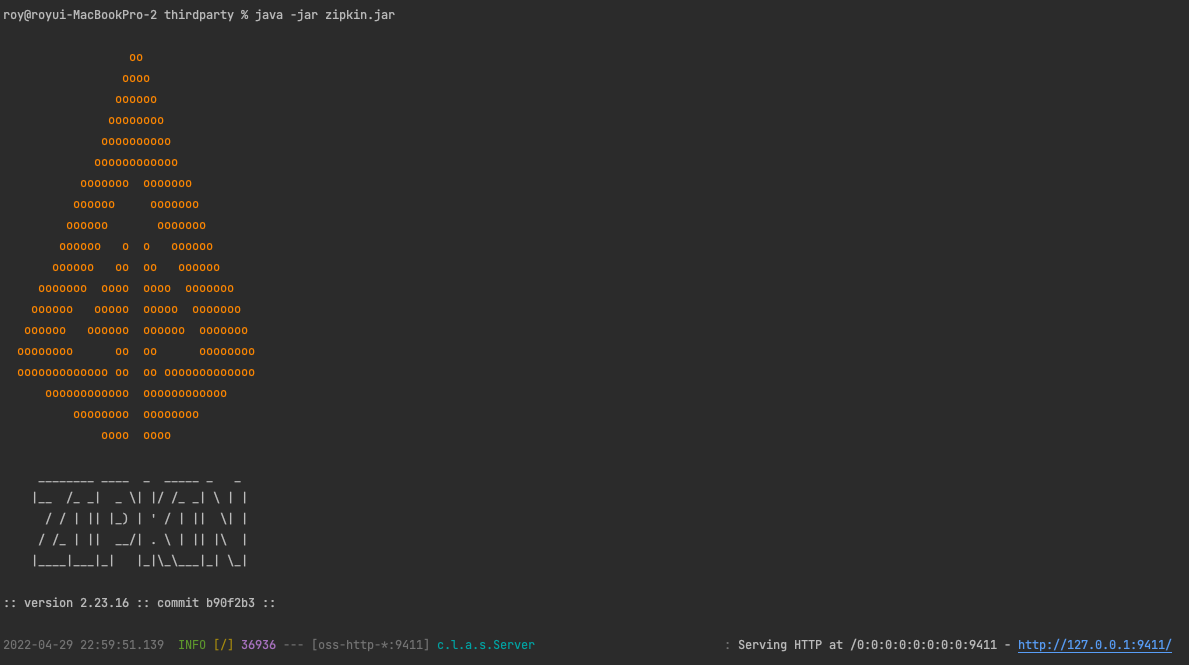 roy@royui-MacBookPro-2 thirdparty % java -jar zipkin.jar

                  oo
                 oooo
                oooooo
               oooooooo
              oooooooooo
             oooooooooooo
           ooooooo  ooooooo
          oooooo     ooooooo
         oooooo       ooooooo
        oooooo   o  o   oooooo
       oooooo   oo  oo   oooooo
     ooooooo  oooo  oooo  ooooooo
    oooooo   ooooo  ooooo  ooooooo
   oooooo   oooooo  oooooo  ooooooo
  oooooooo      oo  oo      oooooooo
  ooooooooooooo oo  oo ooooooooooooo
      oooooooooooo  oooooooooooo
          oooooooo  oooooooo
              oooo  oooo

     ________ ____  _  _____ _   _
    |__  /_ _|  _ \| |/ /_ _| \ | |
      / / | || |_) | ' / | ||  \| |
     / /_ | ||  __/| . \ | || |\  |
    |____|___|_|   |_|\_\___|_| \_|

:: version 2.23.16 :: commit b90f2b3 ::

2022-04-29 22:59:51.139  INFO [/] 36936 --- [oss-http-*:9411] c.l.a.s.Server                           : Serving HTTP at /0:0:0:0:0:0:0:0:9411 - http://127.0.0.1:9411/